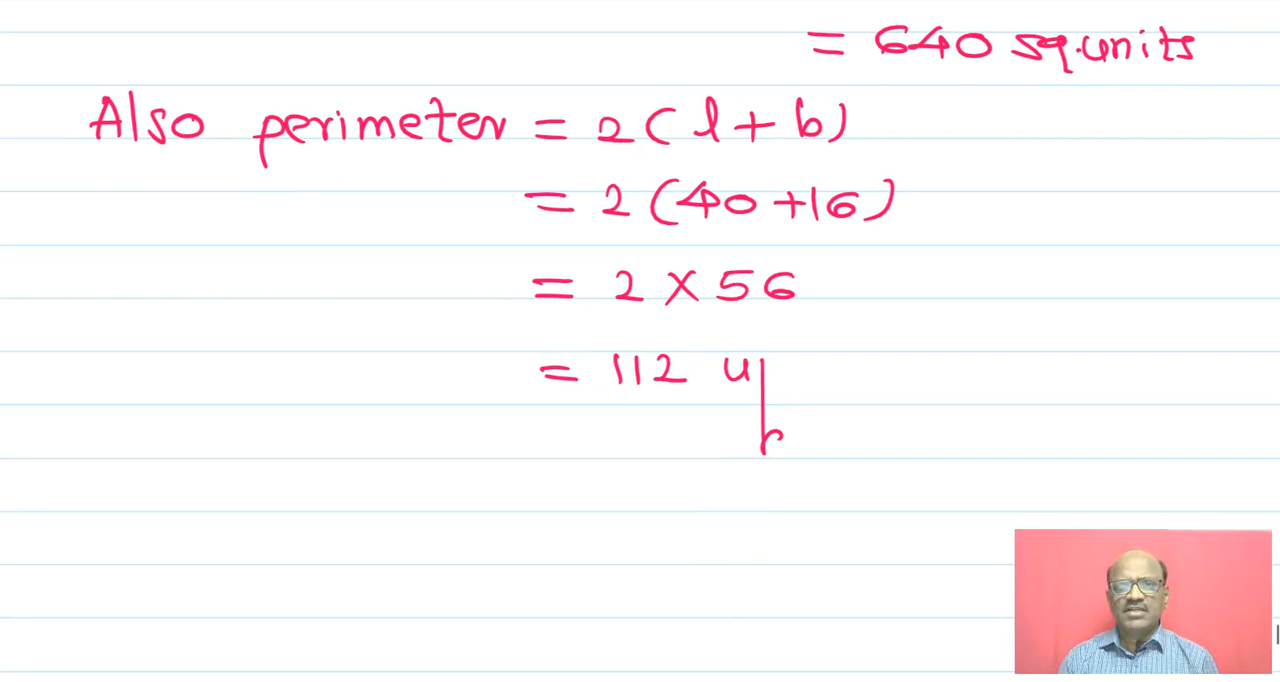 = 640 sq.units
Also perimeter = 2(l+b)
= 2(40+16)
= 2×56
= 112 u